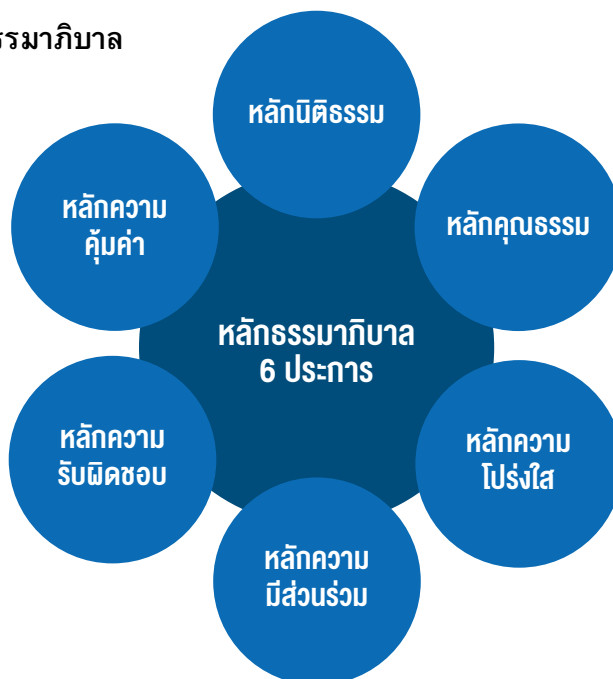 รรมาภิบาล
หลักนิติธรรม
หลักคุณธรรม
หลักความ
โปร่งใส
หลักความ
มีส่วนร่วม
หลักความ
รับผิดชอบ
หลักความ
คุ้มค่า
หลักธรรมาภิบาล
6 ประการ